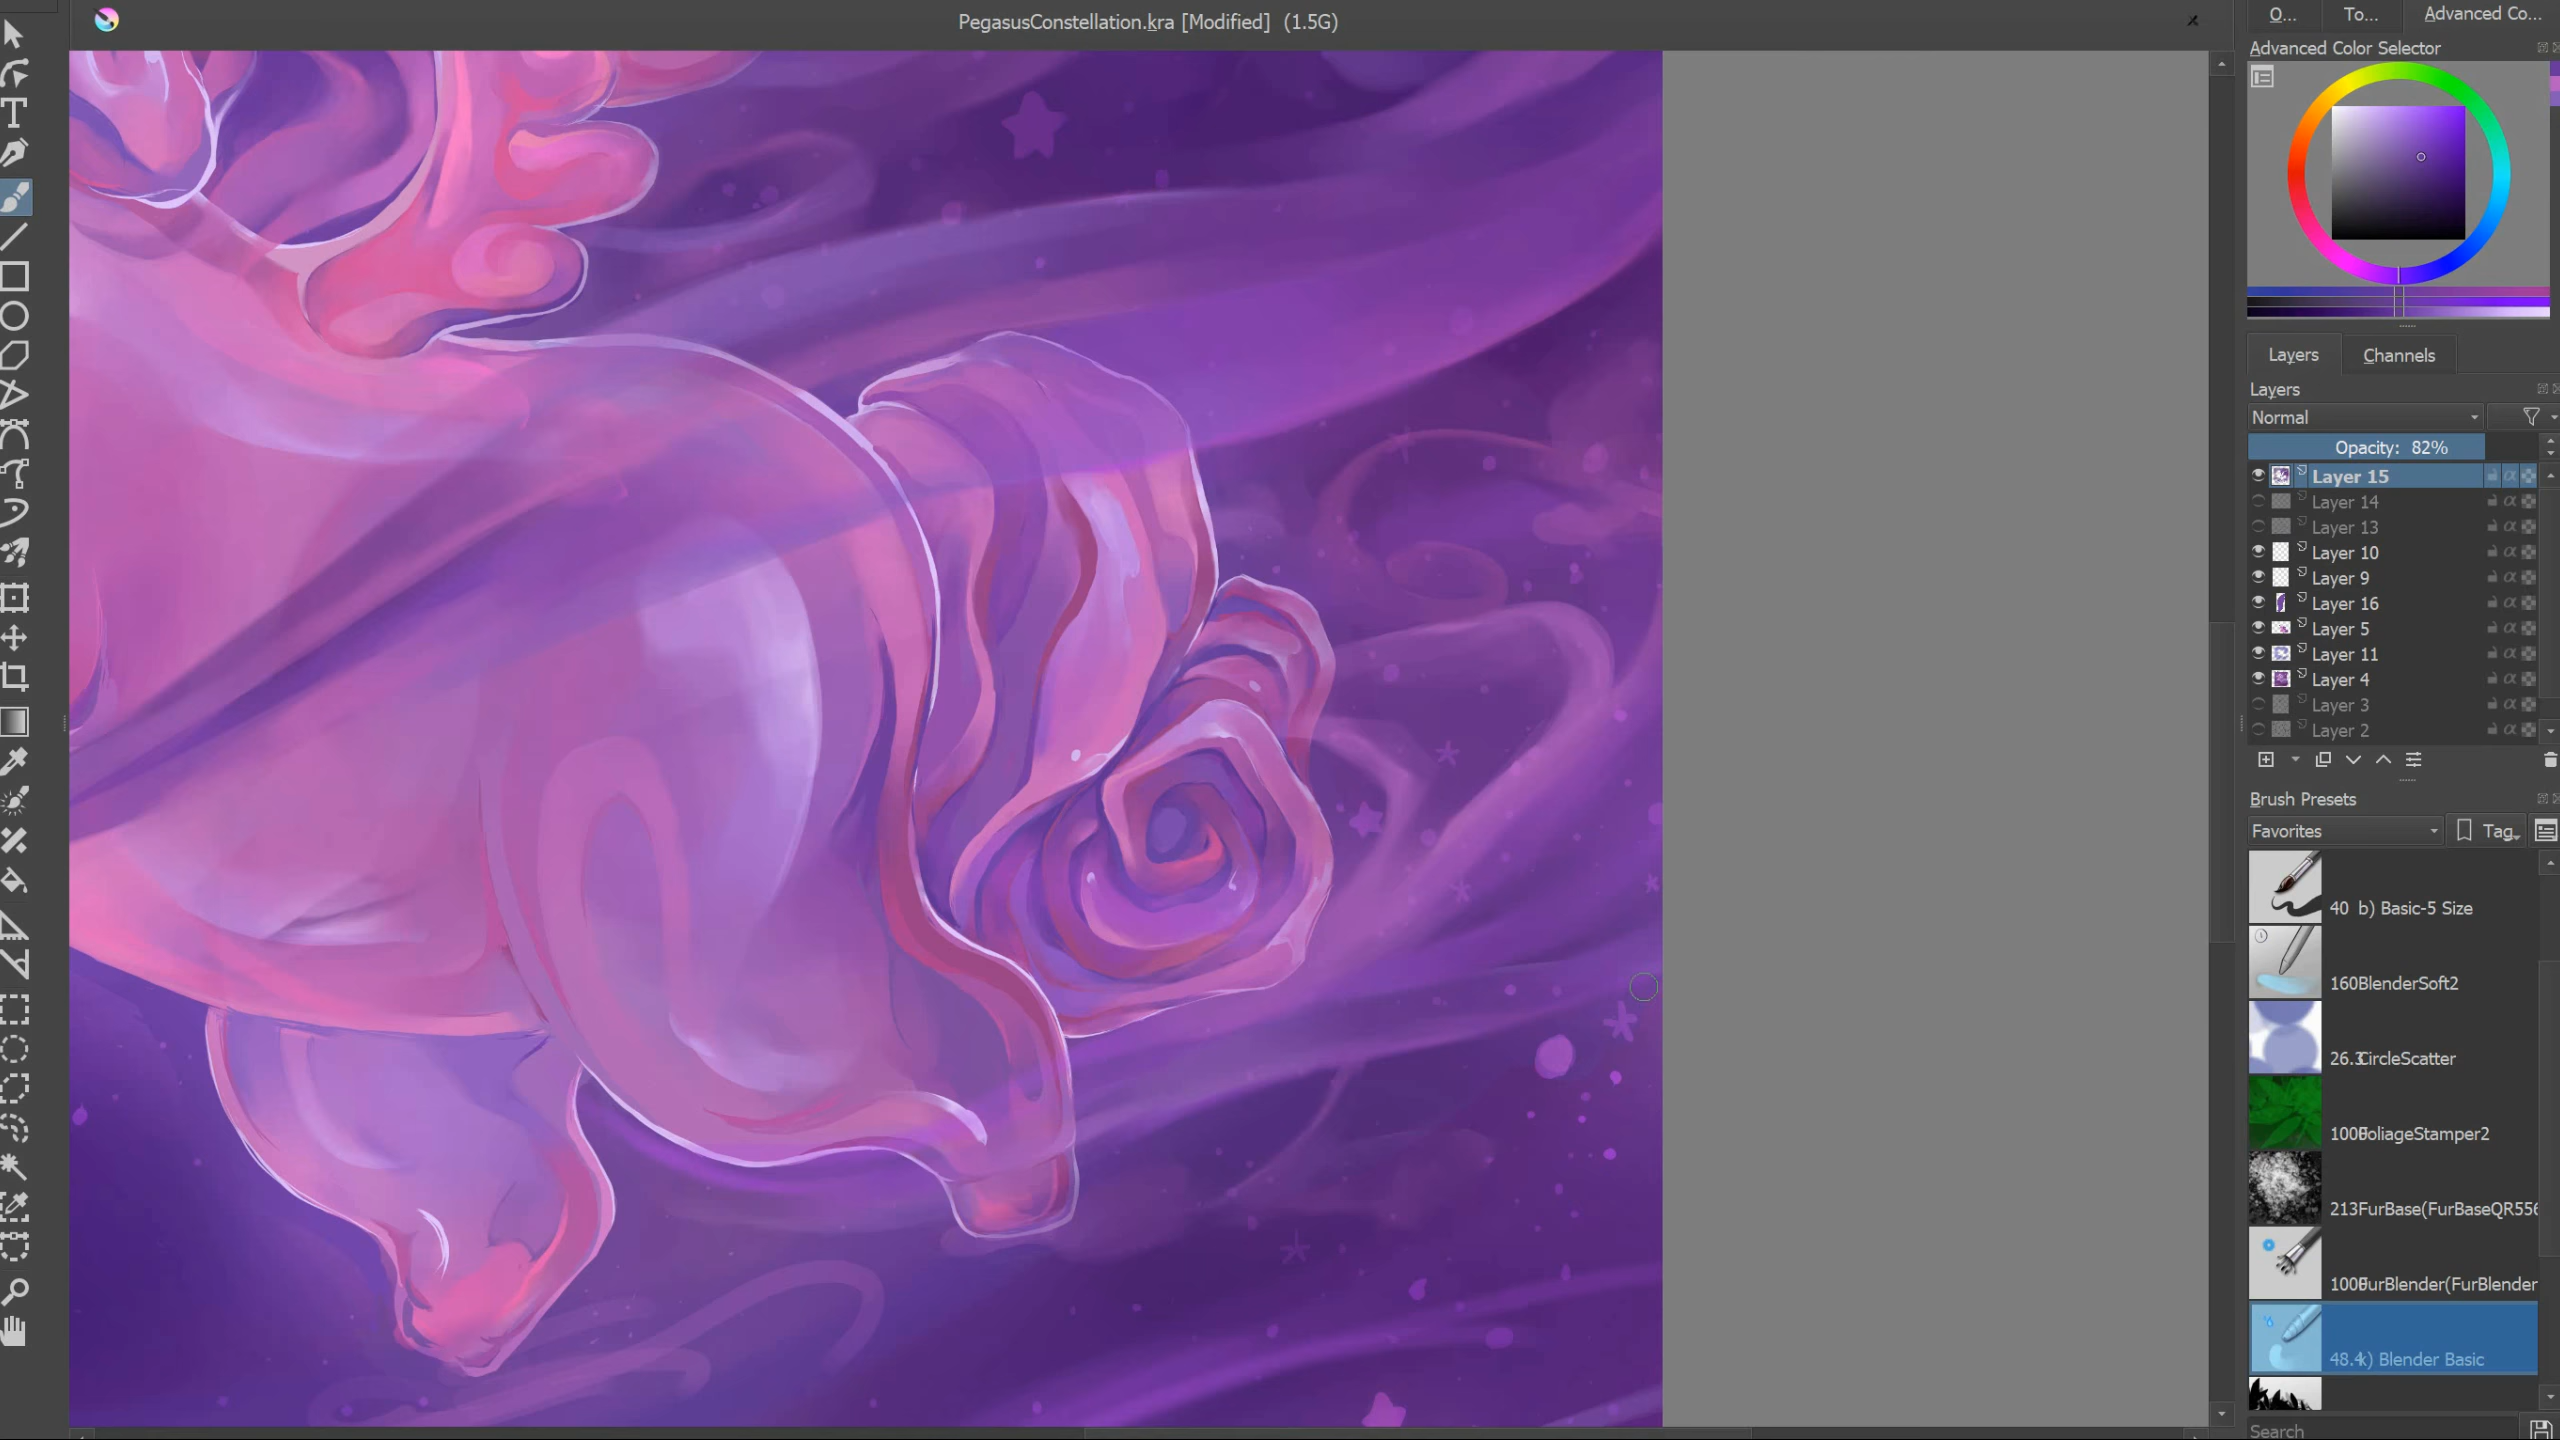 PegasusConstellation.kra [Modified] (1.5G)
O... To... Advanced Co...
Advanced Color Selector
Layers Channels
Layers
Normal
Opacity: 82%
Layer 15
Layer 14
Layer 13
Layer 10
Layer 9
Layer 16
Layer 5
Layer 11
Layer 4
Layer 3
Layer 2
Brush Presets
Favorites Tag
40 b) Basic-5 Size
160BlenderSoft2
26.3CircleScatter
100FoliageStamper2
213FurBase(FurBaseQR556
100FurBlender(FurBlender
48.4k) Blender Basic
Search